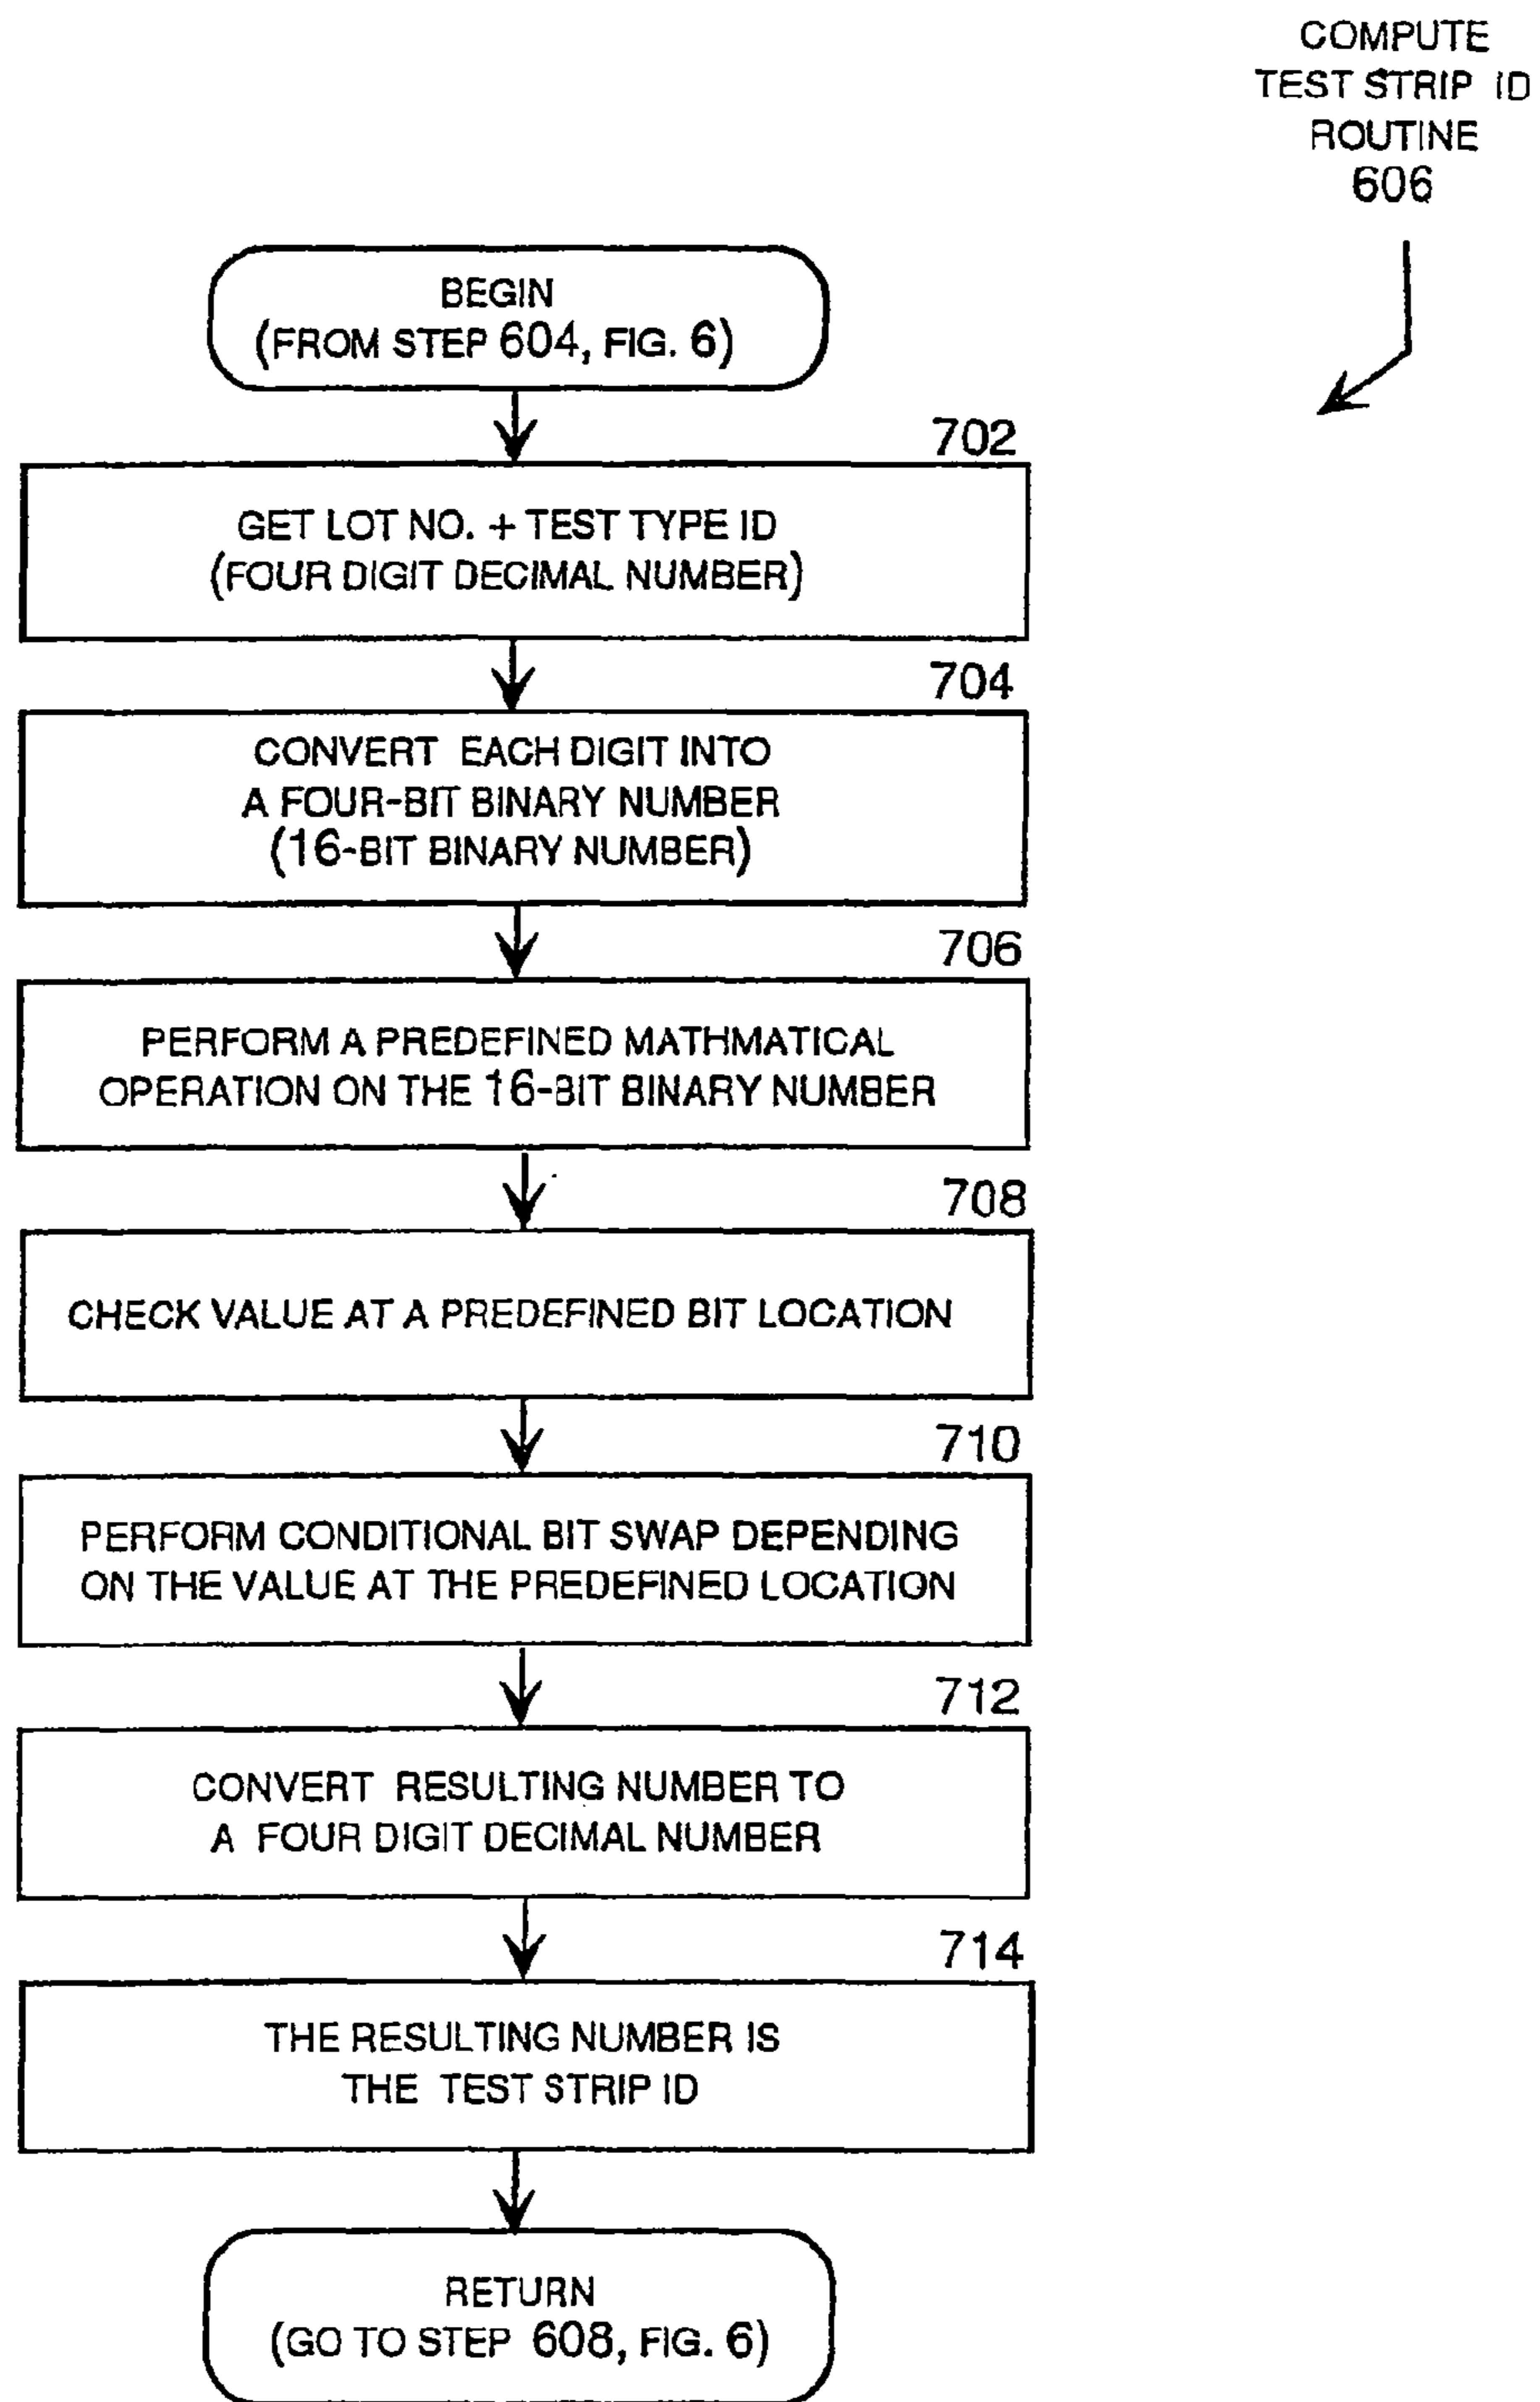 COMPUTE
TEST STRIP ID
ROUTINE
606
BEGIN
(FROM STEP 604, FIG. 6)
702
GET LOT NO. + TEST TYPE ID
(FOUR DIGIT DECIMAL NUMBER)
704
CONVERT EACH DIGIT INTO
A FOUR-BIT BINARY NUMBER
(16-BIT BINARY NUMBER)
706
PERFORM A PREDEFINED MATHMATICAL
OPERATION ON THE 16-BIT BINARY NUMBER
708
CHECK VALUE AT A PREDEFINED BIT LOCATION
710
PERFORM CONDITIONAL BIT SWAP DEPENDING
ON THE VALUE AT THE PREDEFINED LOCATION
712
CONVERT RESULTING NUMBER TO
A FOUR DIGIT DECIMAL NUMBER
714
THE RESULTING NUMBER IS
THE TEST STRIP ID
RETURN
(GO TO STEP 608, FIG. 6)